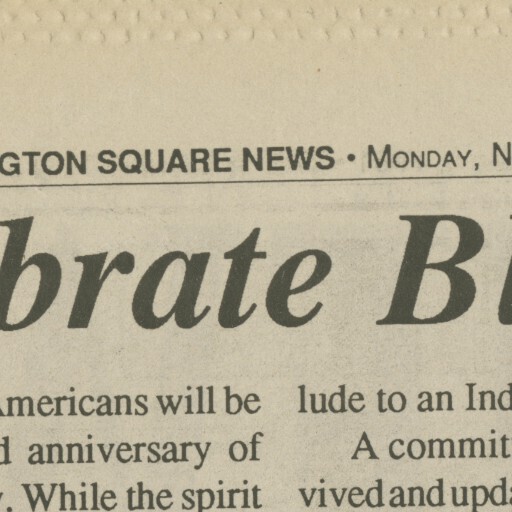 GTON SQUARE NEWS • MONDAY, N
brate Bl
Americans will be
d anniversary of
. While the spirit
lude to an Ind
A commit
vived and upda